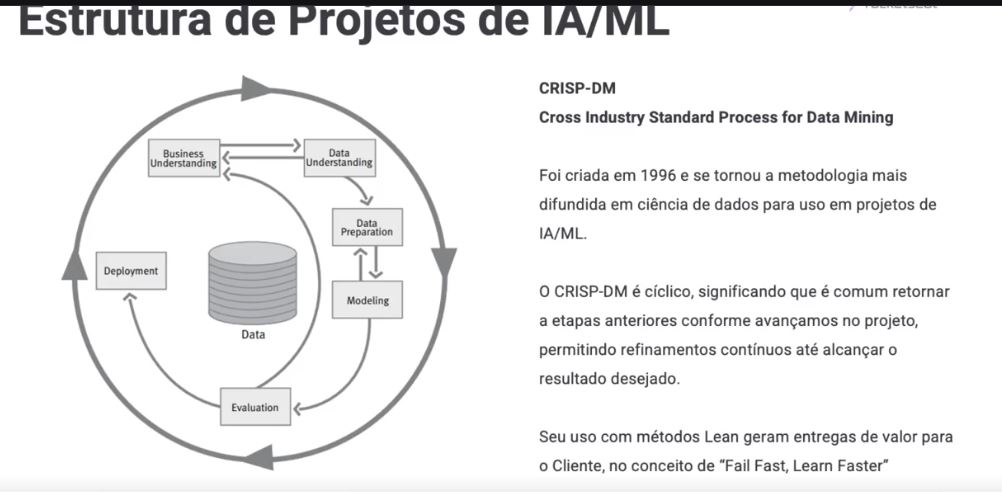 Estrutura de Projetos de IA/ML
Business
Understanding
Data
Understanding
Data
Preparation
Modeling
Deployment
Data
Evaluation
CRISP-DM
Cross Industry Standard Process for Data Mining
Foi criada em 1996 e se tornou a metodologia mais
difundida em ciência de dados para uso em projetos de
IA/ML.
O CRISP-DM é cíclico, significando que é comum retornar
a etapas anteriores conforme avançamos no projeto,
permitindo refinamentos contínuos até alcançar o
resultado desejado.
Seu uso com métodos Lean geram entregas de valor para
o Cliente, no conceito de “Fail Fast, Learn Faster”